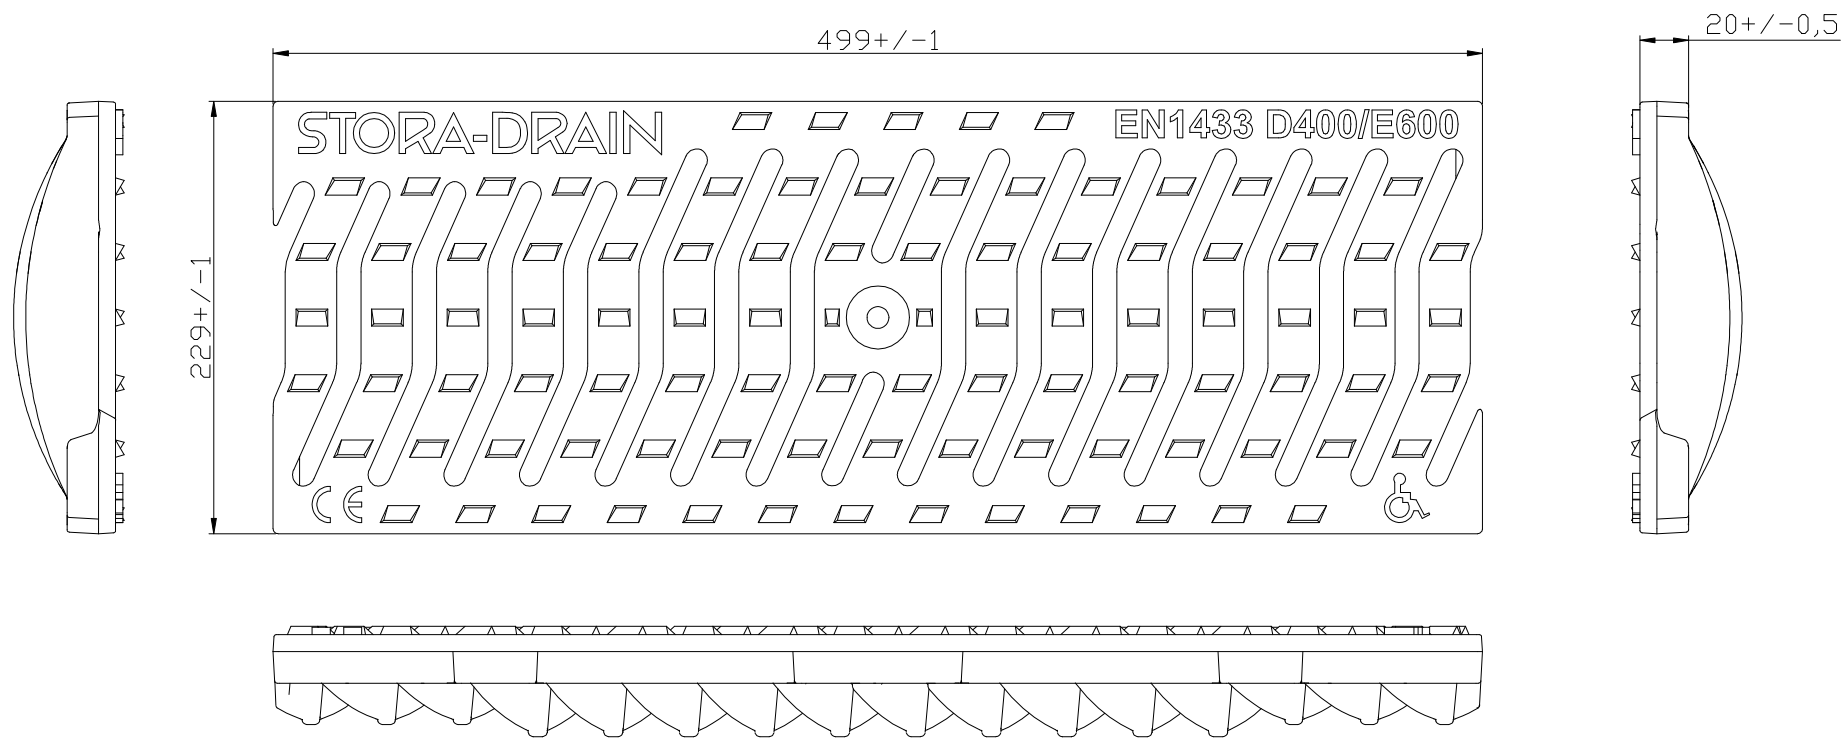 20+/-0,5
499+/-1
STORA-DRAIN
EN1433 D400/E600
229+/-1
CE